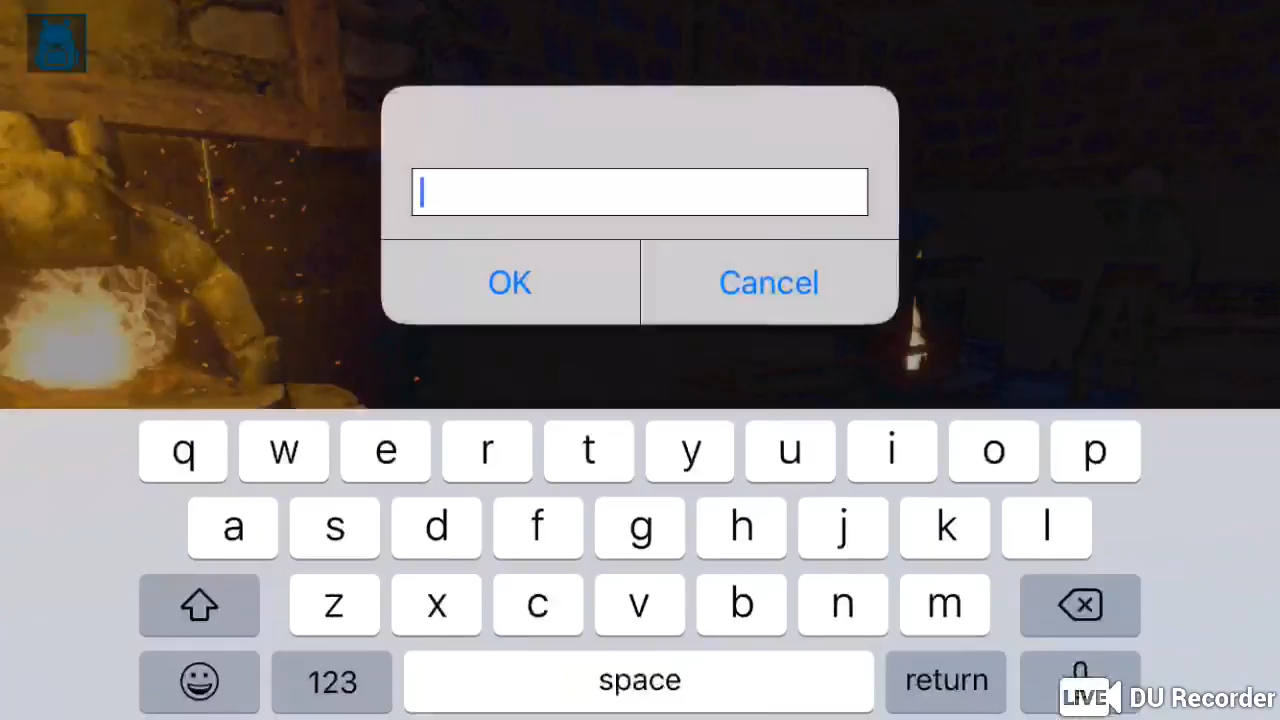 OK Cancel
q w e r t y u i o p
a s d f g h j k l
z x c v b n m
123 space return
LIVE DU Recorder